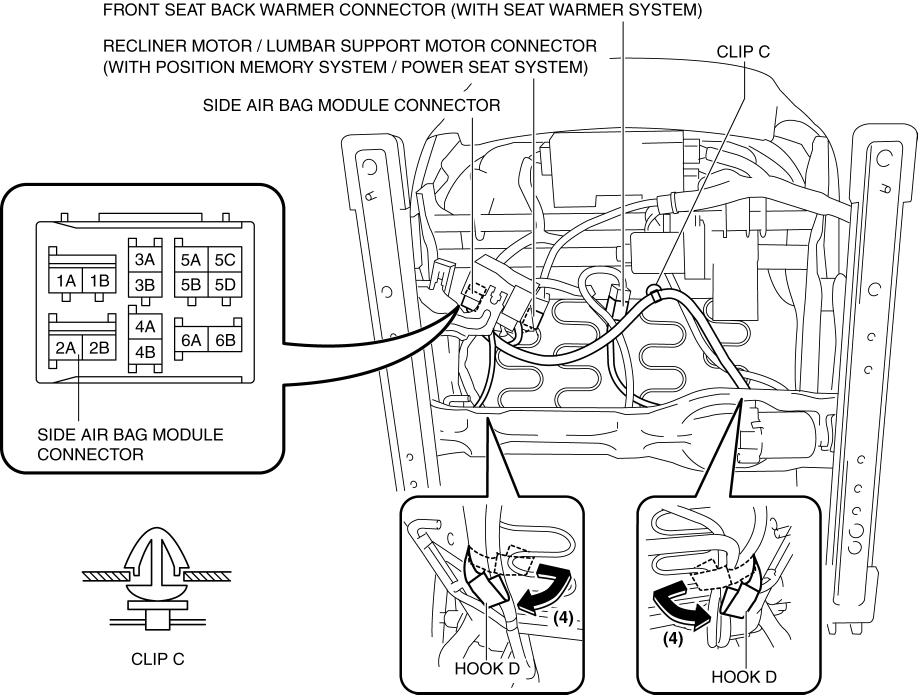 FRONT SEAT BACK WARMER CONNECTOR (WITH SEAT WARMER SYSTEM)
RECLINER MOTOR / LUMBAR SUPPORT MOTOR CONNECTOR
(WITH POSITION MEMORY SYSTEM / POWER SEAT SYSTEM)
CLIP C
SIDE AIR BAG MODULE CONNECTOR
3A 5A 5C
1A 1B 3B 5B 5D
4A
2A 2B 4B 6A 6B
SIDE AIR BAG MODULE
CONNECTOR
CLIP C
(4)
HOOK D
(4)
HOOK D